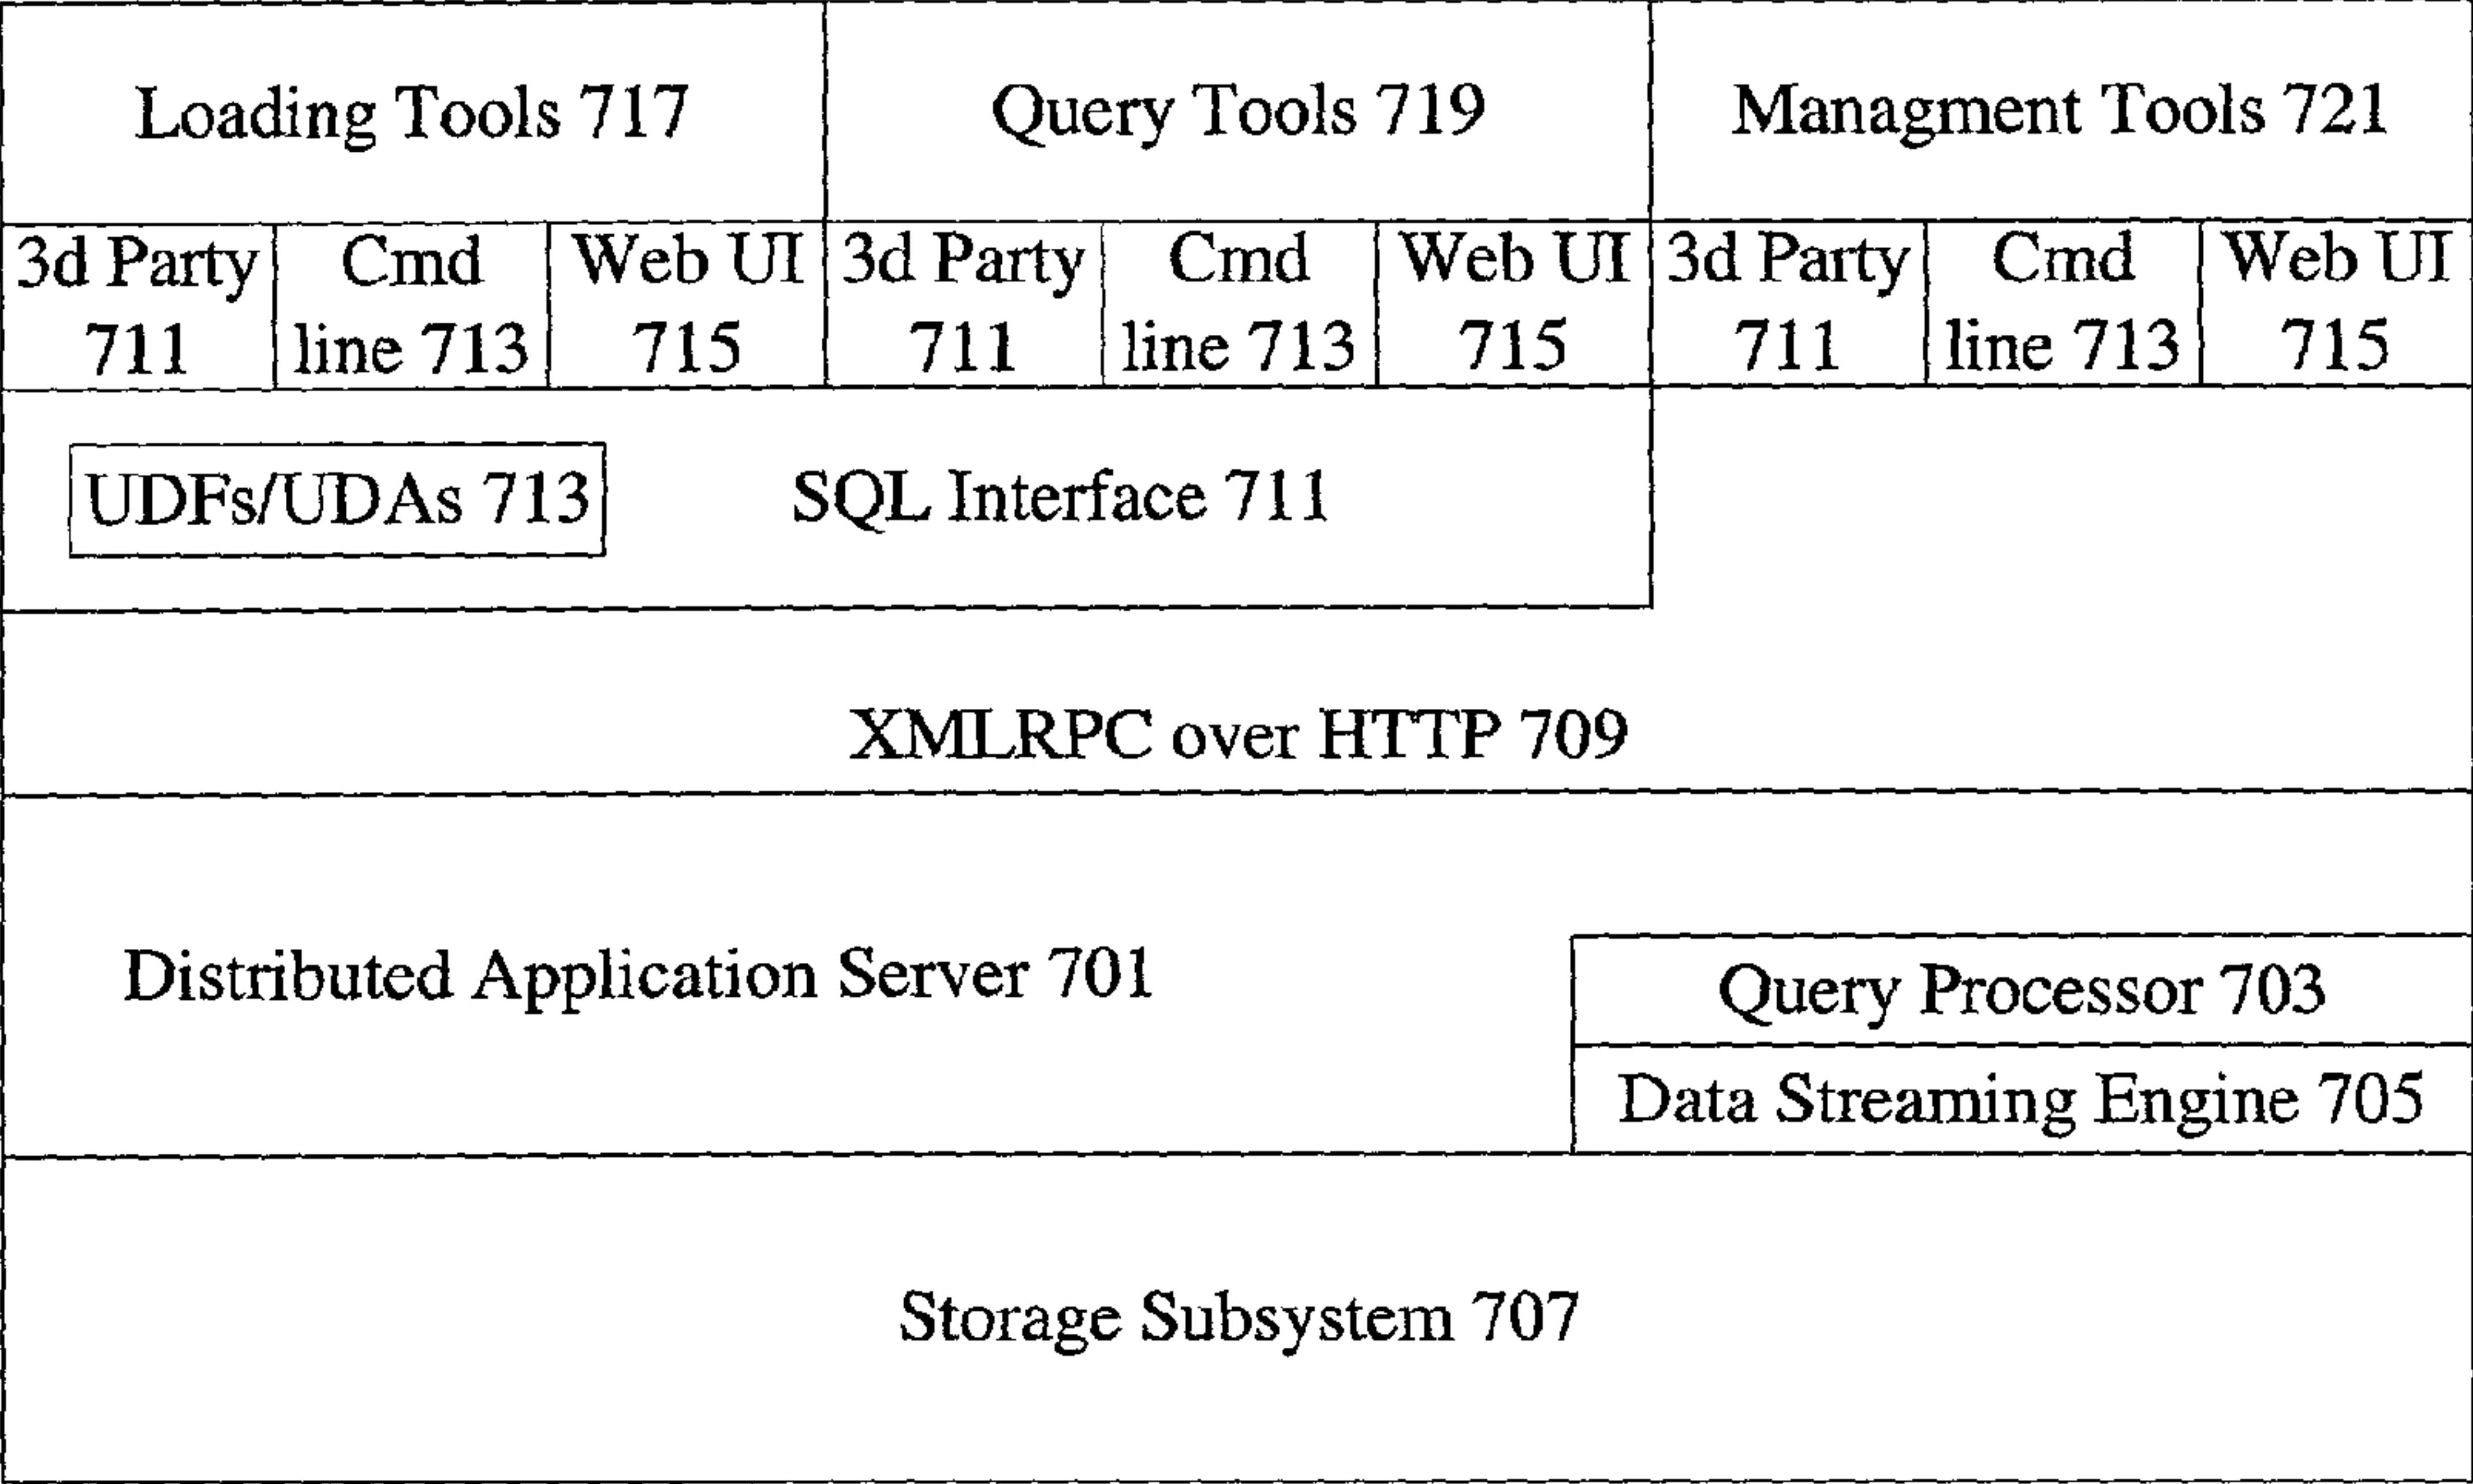 Loading Tools 717 Query Tools 719 Managment Tools 721
3d Party Cmd Web UI 3d Party Cmd Web UI 3d Party Cmd Web UI
711 line 713 715 711 line 713 715 711 line 713 715
UDFs/UDAs 713 SQL Interface 711
XMLRPC over HTTP 709
Distributed Application Server 701
Query Processor 703
Data Streaming Engine 705
Storage Subsystem 707